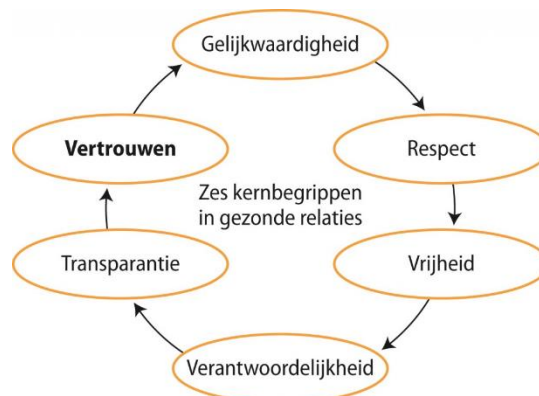 Gelijkwaardigheid
Vertrouwen
Respect
Zes kernbegrippen
in gezonde relaties
Transparantie
Vrijheid
Verantwoordelijkheid